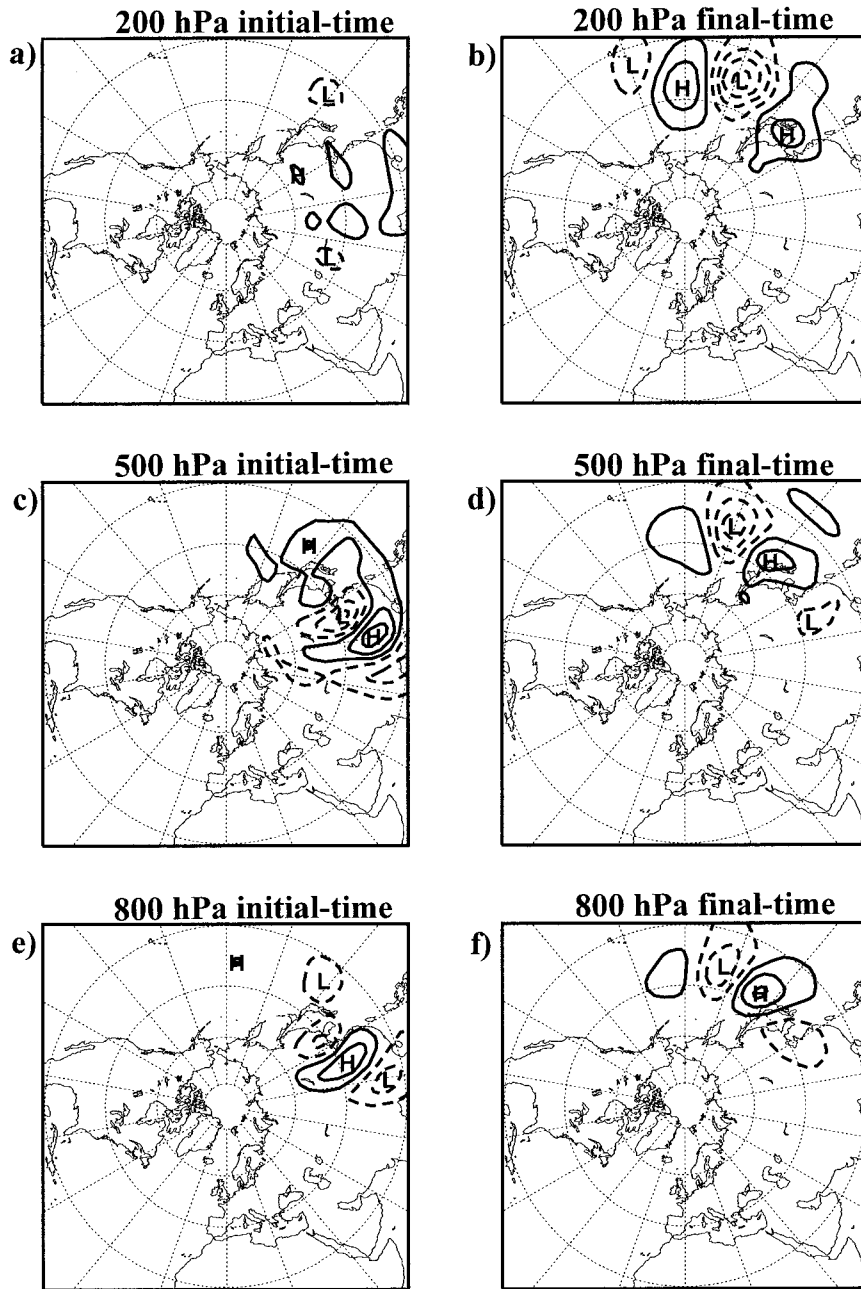 200 hPa initial-time
200 hPa final-time
a)
b)
L
H
L
L
H
L
H
500 hPa initial-time
500 hPa final-time
c)
d)
H
L
H
L
H
L
800 hPa initial-time
800 hPa final-time
e)
f)
H
L
H
L
L
H